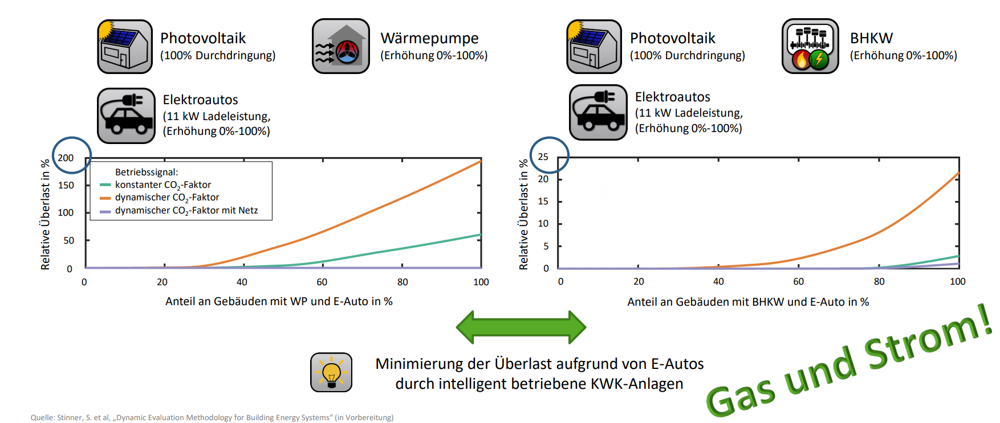 Photovoltaik
(100% Durchdringung)
Wärmepumpe
(Erhöhung 0%-100%)
Elektroautos
(11 kW Ladeleistung,
(Erhöhung 0%-100%)
Relative Überlast in %
200
150
100
50
0
Betriebssignal:
konstanter CO₂-Faktor
dynamischer CO₂-Faktor
dynamischer CO₂-Faktor mit Netz
0 20 40 60 80 100
Anteil an Gebäuden mit WP und E-Auto in %
Photovoltaik
(100% Durchdringung)
BHKW
(Erhöhung 0%-100%)
Elektroautos
(11 kW Ladeleistung,
(Erhöhung 0%-100%)
Relative Überlast in %
25
20
15
10
5
0
0 20 40 60 80 100
Anteil an Gebäuden mit BHKW und E-Auto in %
Minimierung der Überlast aufgrund von E-Autos
durch intelligent betriebene KWK-Anlagen
Gas und Strom!
Quelle: Stinner, S. et al, „Dynamic Evaluation Methodology for Building Energy Systems“ (in Vorbereitung)